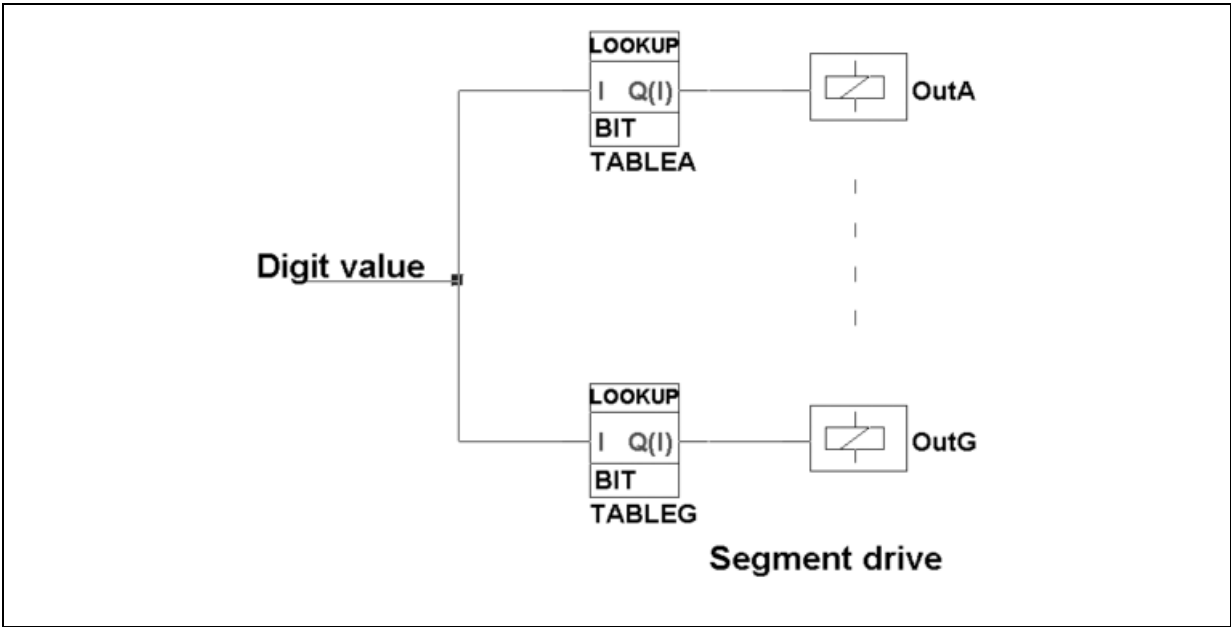 LOOKUP
I Q(I)
BIT
TABLEA
OutA
Digit value
LOOKUP
I Q(I)
BIT
TABLEG
OutG
Segment drive